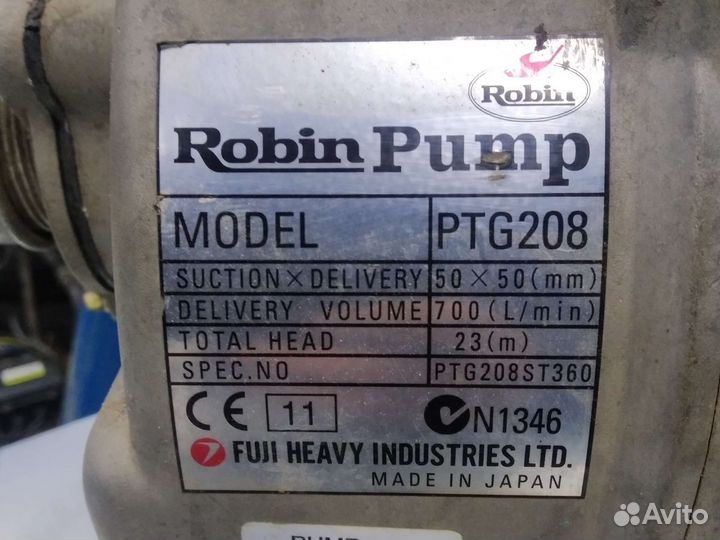 Robin
Robin Pump
MODEL PTG208
SUCTION×DELIVERY 50×50(mm)
DELIVERY VOLUME 700(L/min)
TOTAL HEAD 23(m)
SPEC.NO PTG208ST360
CE 11 N1346
FUJI HEAVY INDUSTRIES LTD.
MADE IN JAPAN
Avito